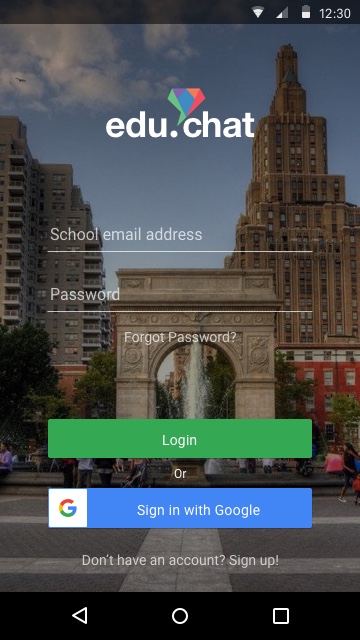 12:30
edu.chat
School email address
Password
Forgot Password?
Login
Or
Sign in with Google
Don't have an account? Sign up!